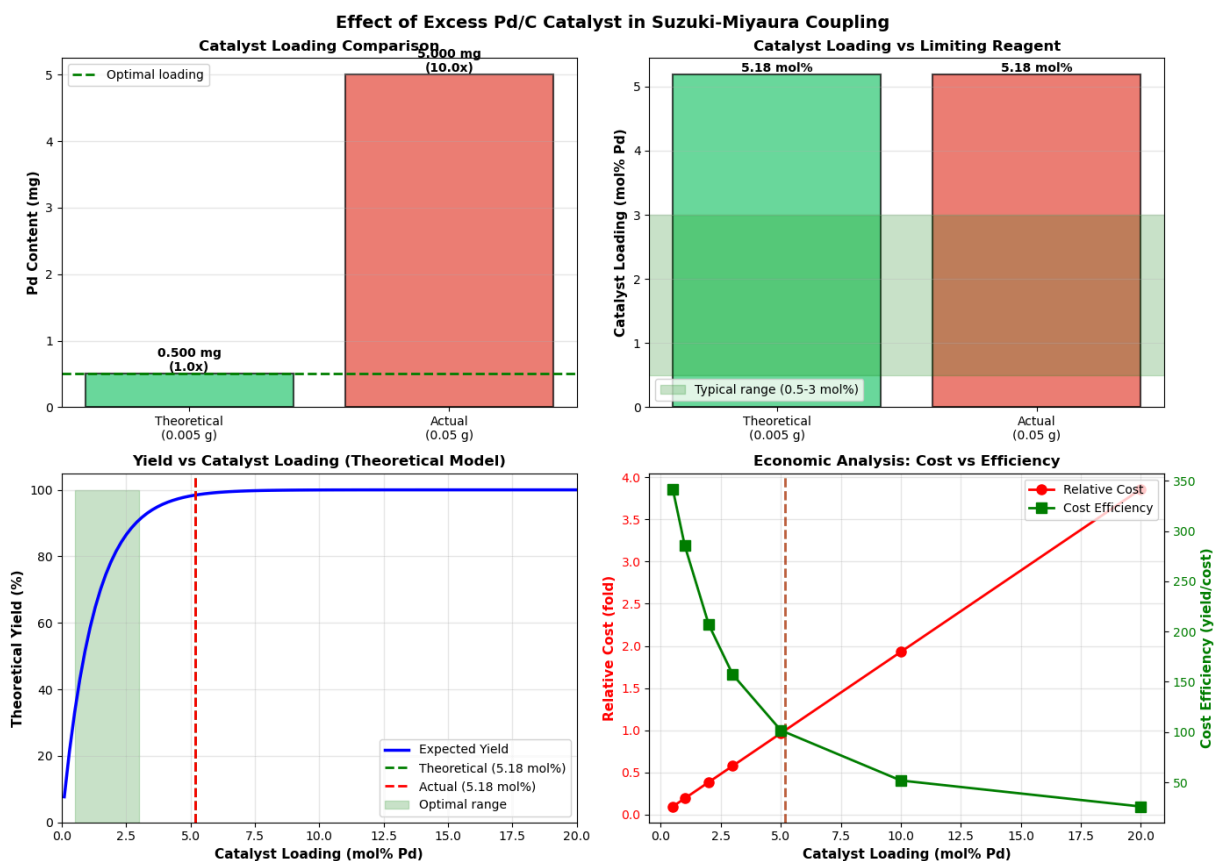 Effect of Excess Pd/C Catalyst in Suzuki-Miyaura Coupling
Catalyst Loading Comparison
5.000 mg
(10.0x)
Optimal loading
0.500 mg
(1.0x)
Pd Content (mg)
5
4
3
2
1
0
Theoretical
(0.005 g)
Actual
(0.05 g)
Catalyst Loading vs Limiting Reagent
5.18 mol%
5.18 mol%
Catalyst Loading (mol% Pd)
5
4
3
2
1
0
Typical range (0.5-3 mol%)
Theoretical
(0.005 g)
Actual
(0.05 g)
Yield vs Catalyst Loading (Theoretical Model)
Theoretical Yield (%)
100
80
60
40
20
0
Expected Yield
Theoretical (5.18 mol%)
Actual (5.18 mol%)
Optimal range
0.0 2.5 5.0 7.5 10.0 12.5 15.0 17.5 20.0
Catalyst Loading (mol% Pd)
Economic Analysis: Cost vs Efficiency
Relative Cost (fold)
4.0
3.5
3.0
2.5
2.0
1.5
1.0
0.5
0.0
Relative Cost
Cost Efficiency
350
300
250
200
150
100
50
Cost Efficiency (yield/cost)
0.0 2.5 5.0 7.5 10.0 12.5 15.0 17.5 20.0
Catalyst Loading (mol% Pd)